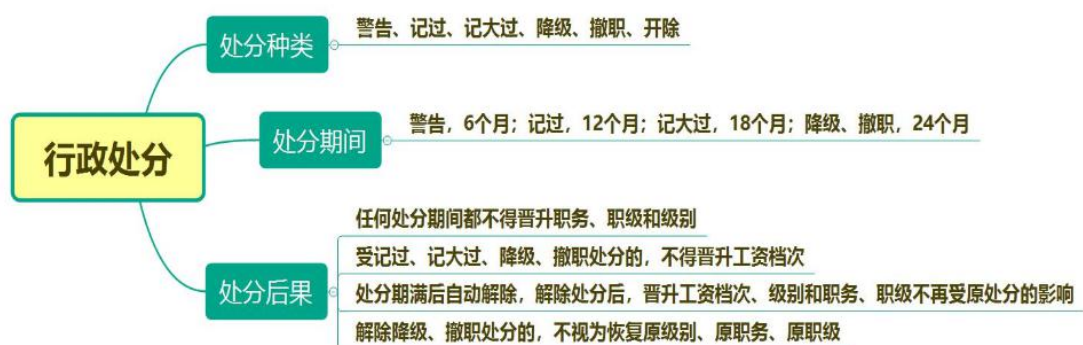 行政处分
处分种类
警告、记过、记大过、降级、撤职、开除
处分期间
警告，6个月；记过，12个月；记大过，18个月；降级、撤职，24个月
处分后果
任何处分期间都不得晋升职务、职级和级别
受记过、记大过、降级、撤职处分的，不得晋升工资档次
处分期满后自动解除，解除处分后，晋升工资档次、级别和职务、职级不再受原处分的影响
解除降级、撤职处分的，不视为恢复原级别、原职务、原职级